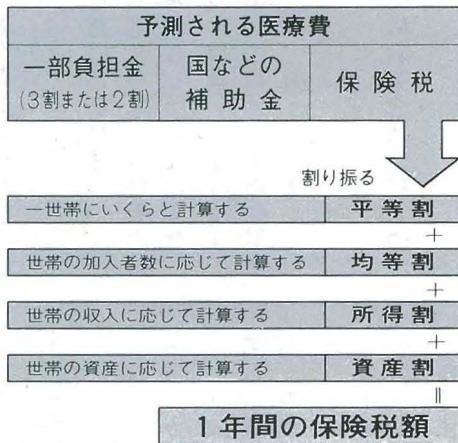 予測される医療費
一部負担金
(3割または2割)
国などの
補助金
保険税
割り振る
一世帯にいくらと計算する 平等割
+
世帯の加入者数に応じて計算する 均等割
+
世帯の収入に応じて計算する 所得割
+
世帯の資産に応じて計算する 資産割
||
1年間の保険税額